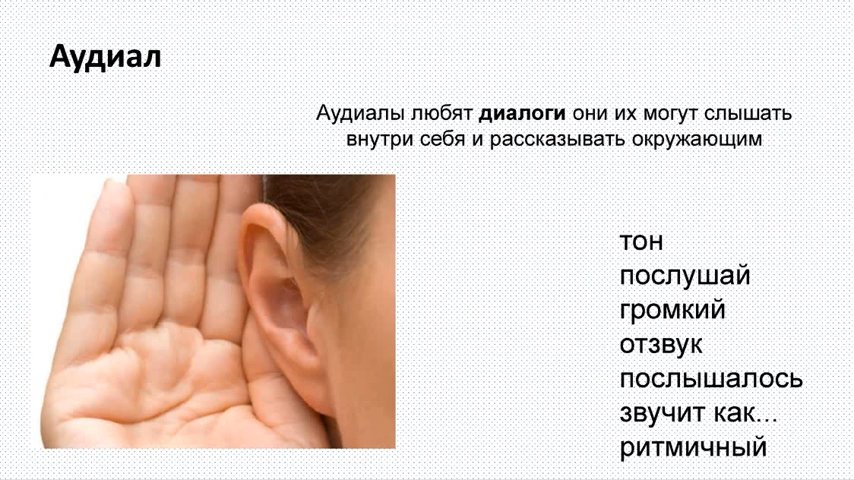 Аудиал
Аудиалы любят диалоги они их могут слышать
внутри себя и рассказывать окружающим
тон
послушай
громкий
отзвук
послышалось
звучит как...
ритмичный